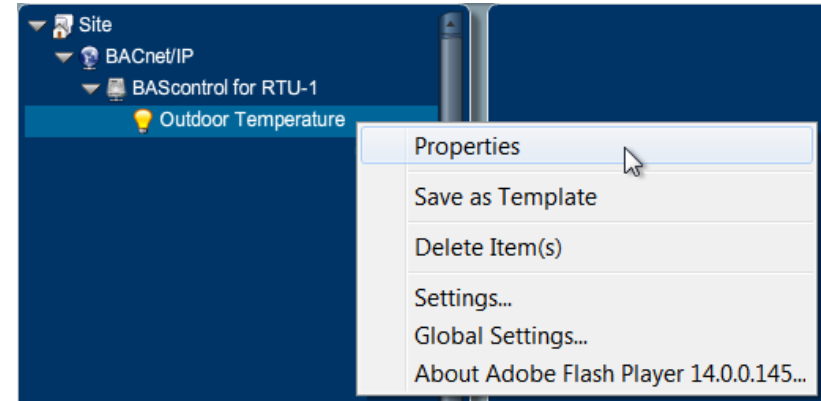 Site
BACnet/IP
BAScontrol for RTU-1
Outdoor Temperature
Properties
Save as Template
Delete Item(s)
Settings...
Global Settings...
About Adobe Flash Player 14.0.0.145...